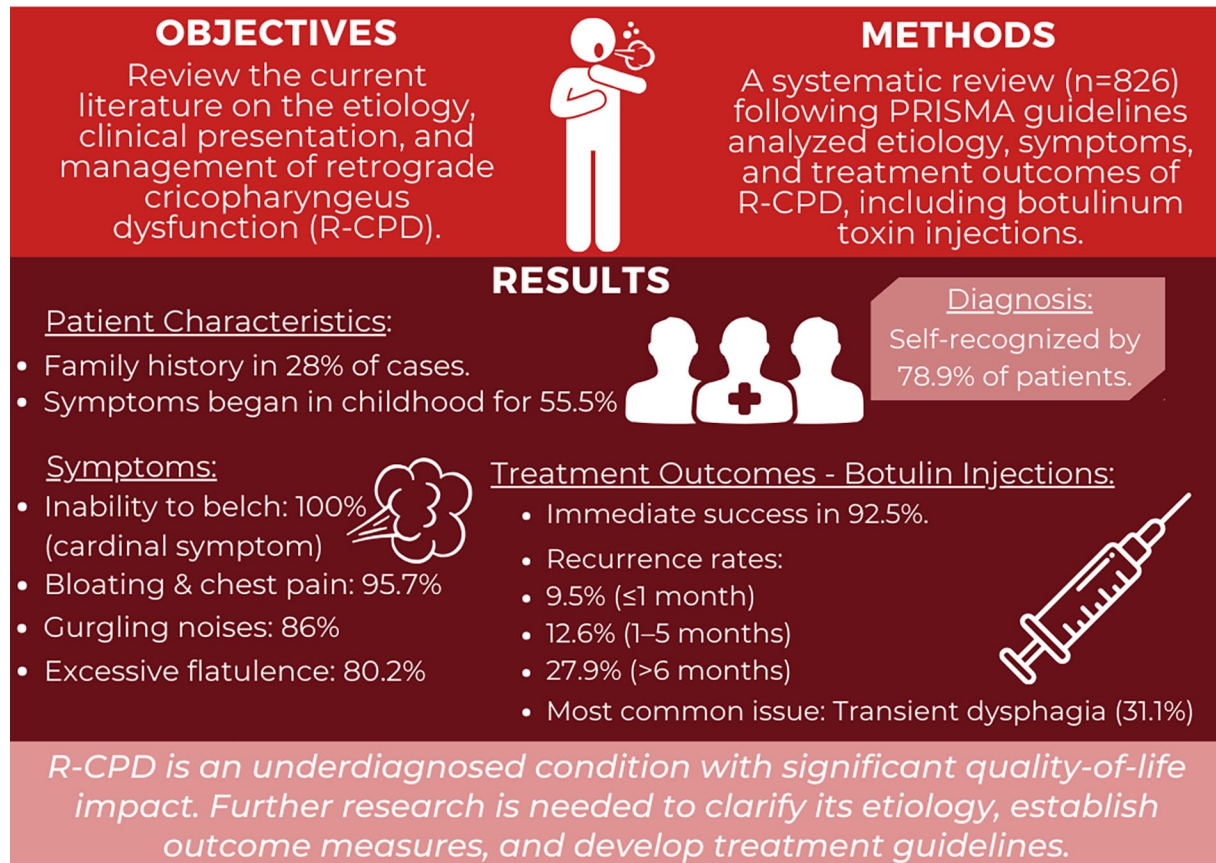 OBJECTIVES
Review the current
literature on the etiology,
clinical presentation, and
management of retrograde
cricopharyngeus
dysfunction (R-CPD).
METHODS
A systematic review (n=826)
following PRISMA guidelines
analyzed etiology, symptoms,
and treatment outcomes of
R-CPD, including botulinum
toxin injections.
RESULTS
Patient Characteristics:
• Family history in 28% of cases.
• Symptoms began in childhood for 55.5%
Diagnosis:
Self-recognized by
78.9% of patients.
Symptoms:
• Inability to belch: 100%
(cardinal symptom)
• Bloating & chest pain: 95.7%
• Gurgling noises: 86%
• Excessive flatulence: 80.2%
Treatment Outcomes - Botulin Injections:
• Immediate success in 92.5%.
• Recurrence rates:
• 9.5% (≤1 month)
• 12.6% (1–5 months)
• 27.9% (>6 months)
• Most common issue: Transient dysphagia (31.1%)
R-CPD is an underdiagnosed condition with significant quality-of-life
impact. Further research is needed to clarify its etiology, establish
outcome measures, and develop treatment guidelines.